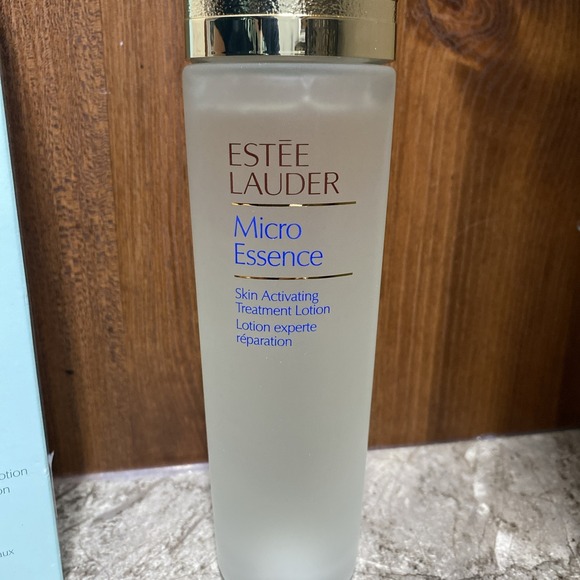 ESTĒE
LAUDER
Micro
Essence
Skin Activating
Treatment Lotion
Lotion experte
réparation